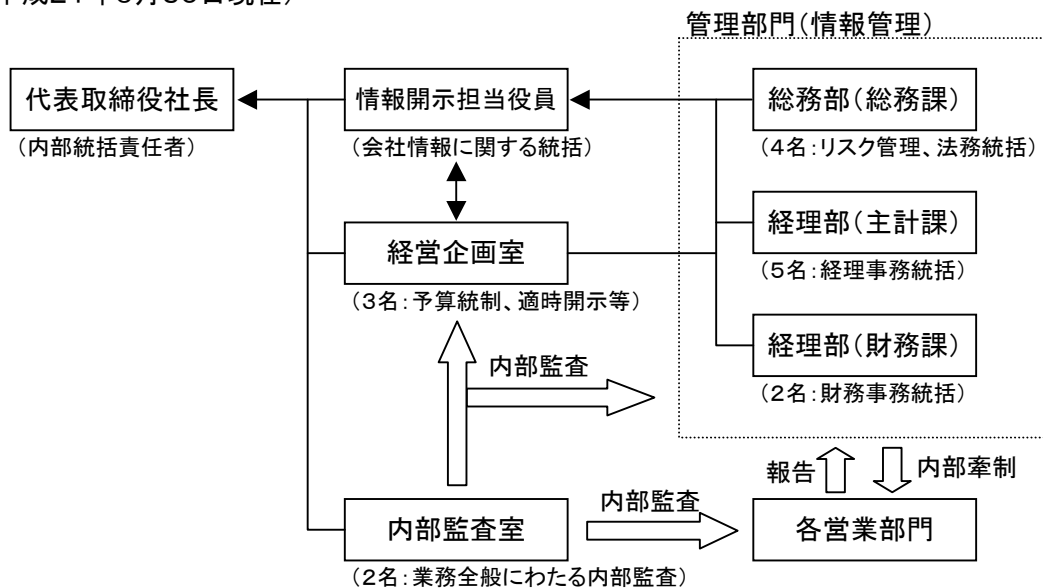 管理部門(情報管理)
代表取締役社長
(内部統括責任者)
情報開示担当役員
(会社情報に関する統括)
総務部(総務課)
(4名:リスク管理、法務統括)
経営企画室
(3名:予算統制、適時開示等)
経理部(主計課)
(5名:経理事務統括)
経理部(財務課)
(2名:財務事務統括)
内部監査
報告
内部牽制
内部監査室
(2名:業務全般にわたる内部監査)
内部監査
各営業部門